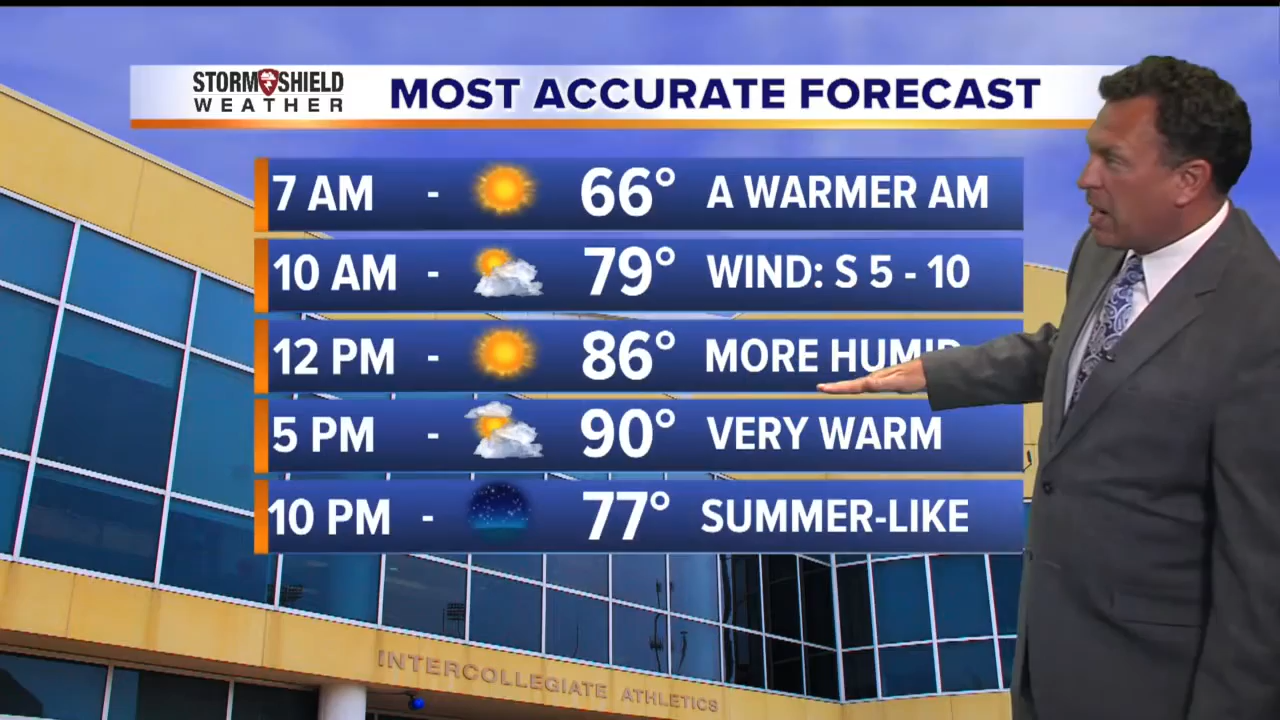 STORM SHIELD
WEATHER
MOST ACCURATE FORECAST
7 AM - 66° A WARMER AM
10 AM - 79° WIND: S 5 - 10
12 PM - 86° MORE HUMID
5 PM - 90° VERY WARM
10 PM - 77° SUMMER-LIKE
INTERCOLLEGIATE ATHLETICS